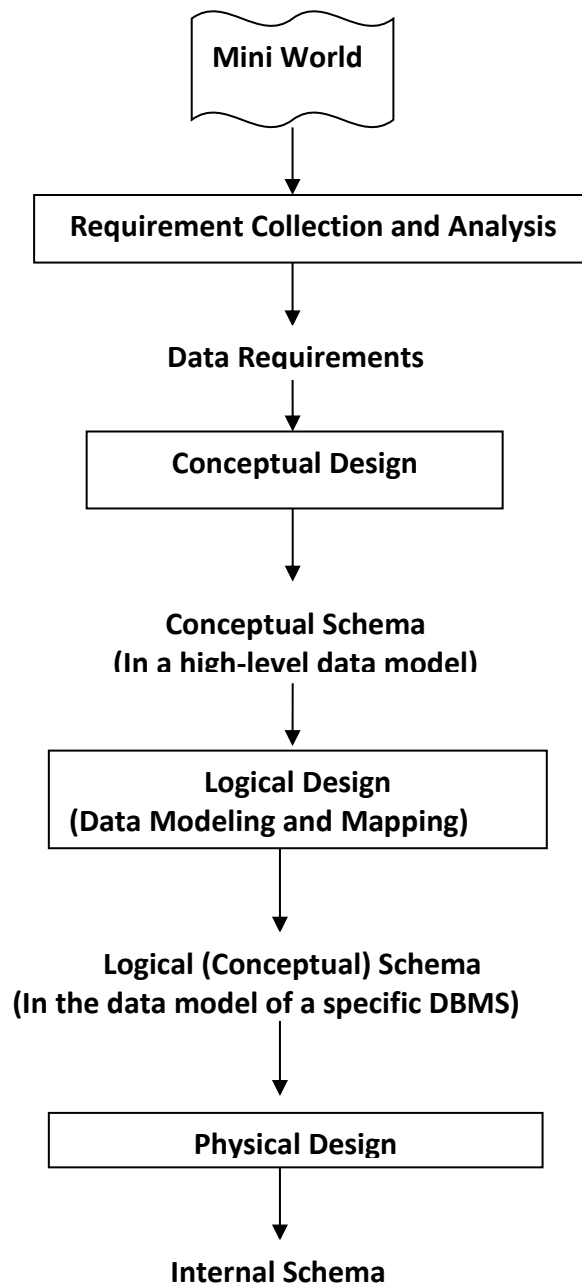 Mini World
Requirement Collection and Analysis
Data Requirements
Conceptual Design
Conceptual Schema
(In a high-level data model)
Logical Design
(Data Modeling and Mapping)
Logical (Conceptual) Schema
(In the data model of a specific DBMS)
Physical Design
Internal Schema